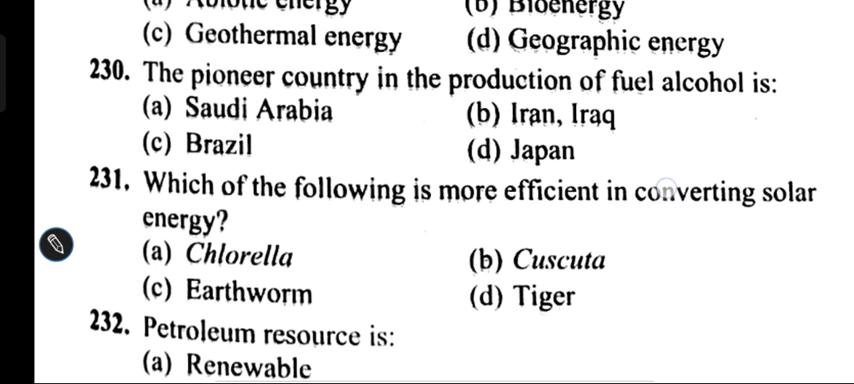 (a) Abiotic energy (b) Bioenergy
(c) Geothermal energy (d) Geographic energy
230. The pioneer country in the production of fuel alcohol is:
(a) Saudi Arabia (b) Iran, Iraq
(c) Brazil (d) Japan
231. Which of the following is more efficient in converting solar
energy?
(a) Chlorella (b) Cuscuta
(c) Earthworm (d) Tiger
232. Petroleum resource is:
(a) Renewable